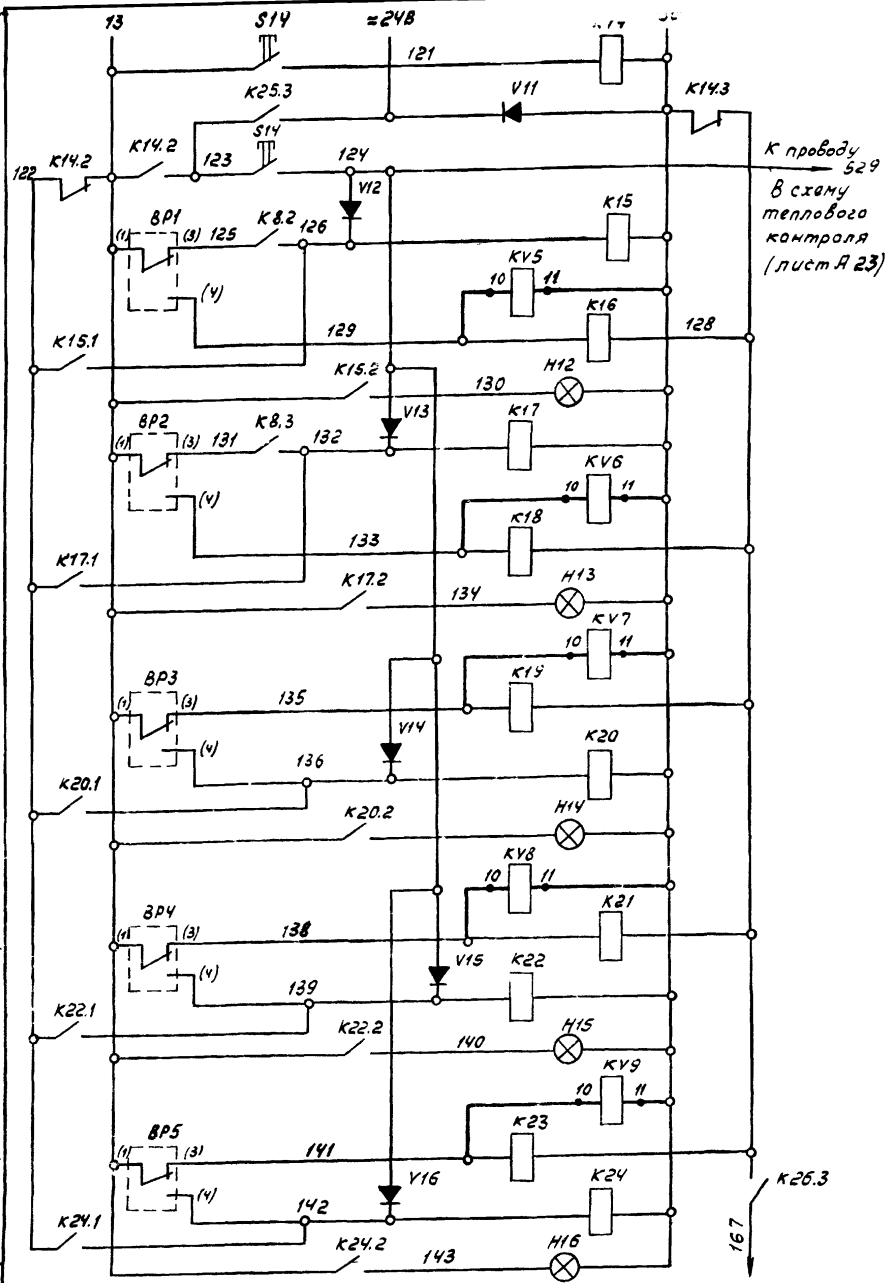 13 S14 ≈24В
121
К25.3 V11 К14.3
122 К14.2 К14.2 123 S14 124 К проводу
529
V12 В схему
теплового
контроля
(лист А 23)
ВР1 К8.2 126 К15
(1) (3) 125
(4) 10 KV5 11
129 К16 128
К15.1 К15.2 130 H12
ВР2 V13 К17
(1) (3) 131 К8.3 132
(4) 10 KV6 11
133 К18
К17.1 К17.2 134 H13
10 KV7 11
ВР3 К19
(1) (3) 135
(4) 136 V14 К20
К20.1 К20.2 H14
10 KV8 11
ВР4 К21
(1) (3) 138
(4) 139 V15 К22
К22.1 К22.2 140 H15
10 KV9 11
ВР5 К23
(1) (3) 141
(4) 142 V16 К24 К26.3
К24.1 К24.2 143 H16 167